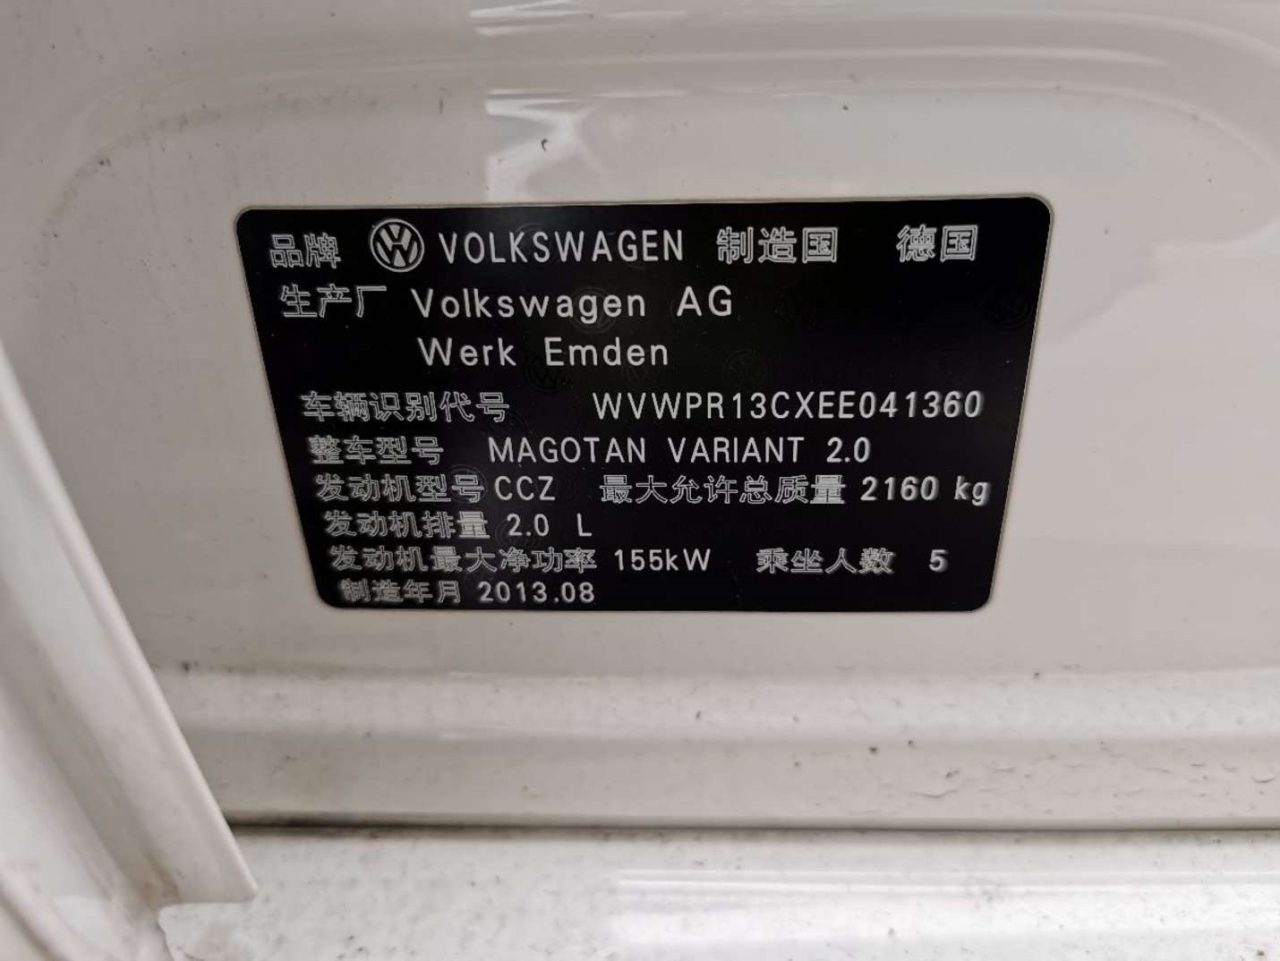 品牌 VOLKSWAGEN 制造国 德国
生产厂 Volkswagen AG
Werk Emden
车辆识别代号 WVWPR13CXEE041360
整车型号 MAGOTAN VARIANT 2.0
发动机型号 CCZ 最大允许总质量 2160 kg
发动机排量 2.0 L
发动机最大净功率 155kW 乘坐人数 5
制造年月 2013.08